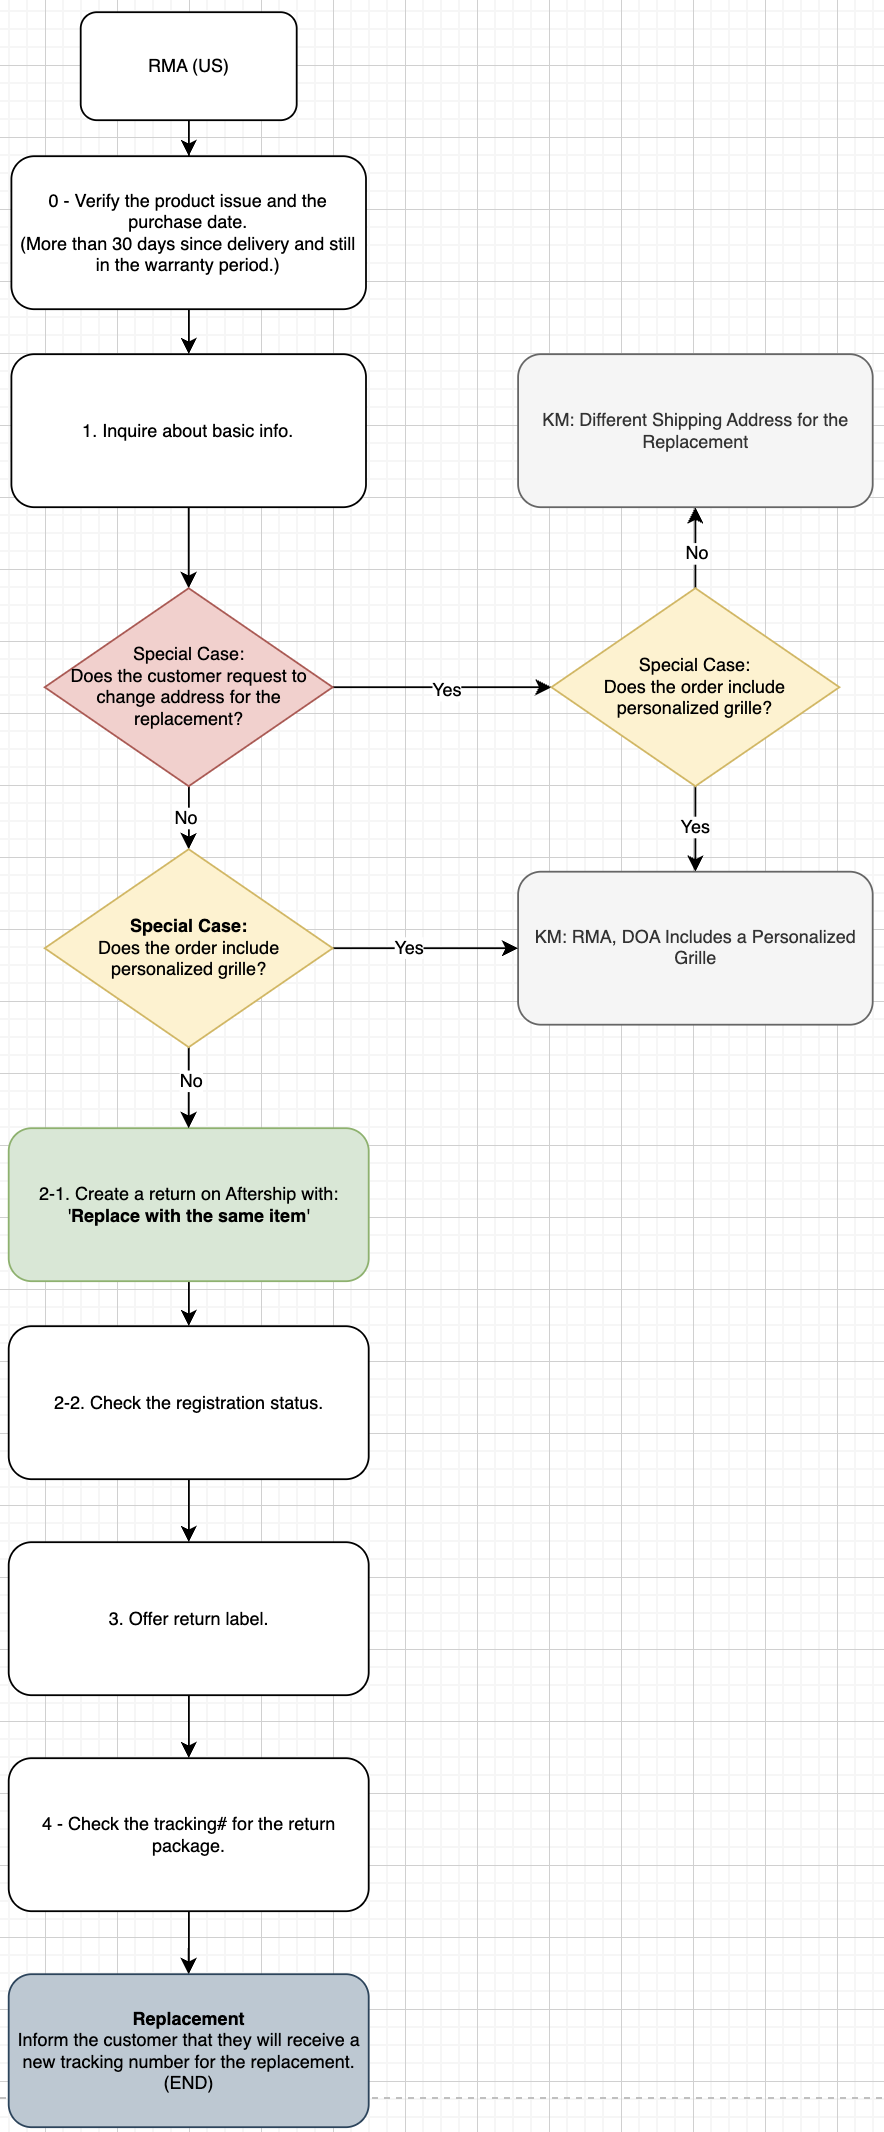 RMA (US)
0 - Verify the product issue and the
purchase date.
(More than 30 days since delivery and still
in the warranty period.)
1. Inquire about basic info.
KM: Different Shipping Address for the
Replacement
No
Special Case:
Does the customer request to
change address for the
replacement?
Yes
Special Case:
Does the order include
personalized grille?
No
Yes
Special Case:
Does the order include
personalized grille?
Yes
KM: RMA, DOA Includes a Personalized
Grille
No
2-1. Create a return on Aftership with:
'Replace with the same item'
2-2. Check the registration status.
3. Offer return label.
4 - Check the tracking# for the return
package.
Replacement
Inform the customer that they will receive a
new tracking number for the replacement.
(END)